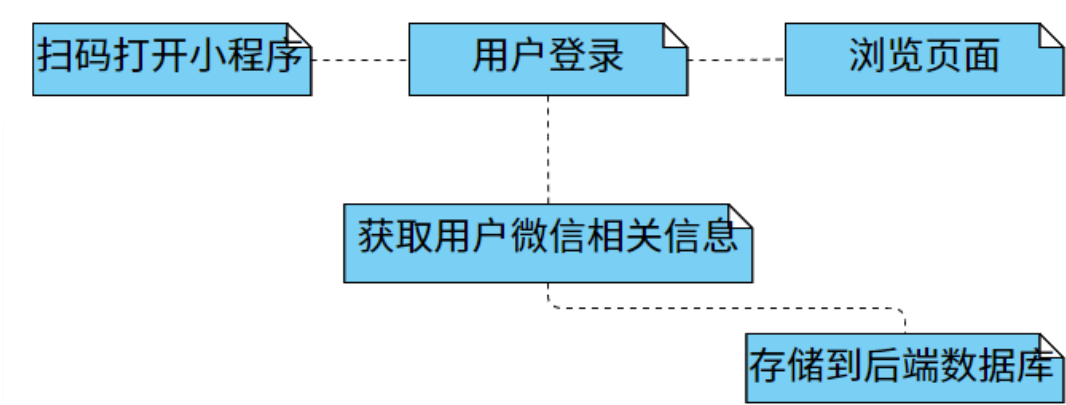 扫码打开小程序
用户登录
浏览页面
获取用户微信相关信息
存储到后端数据库